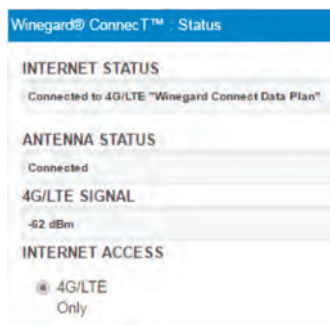 Winegard® ConnecT™ : Status
INTERNET STATUS
Connected to 4G/LTE "Winegard Connect Data Plan"
ANTENNA STATUS
Connected
4G/LTE SIGNAL
-62 dBm
INTERNET ACCESS
4G/LTE
Only